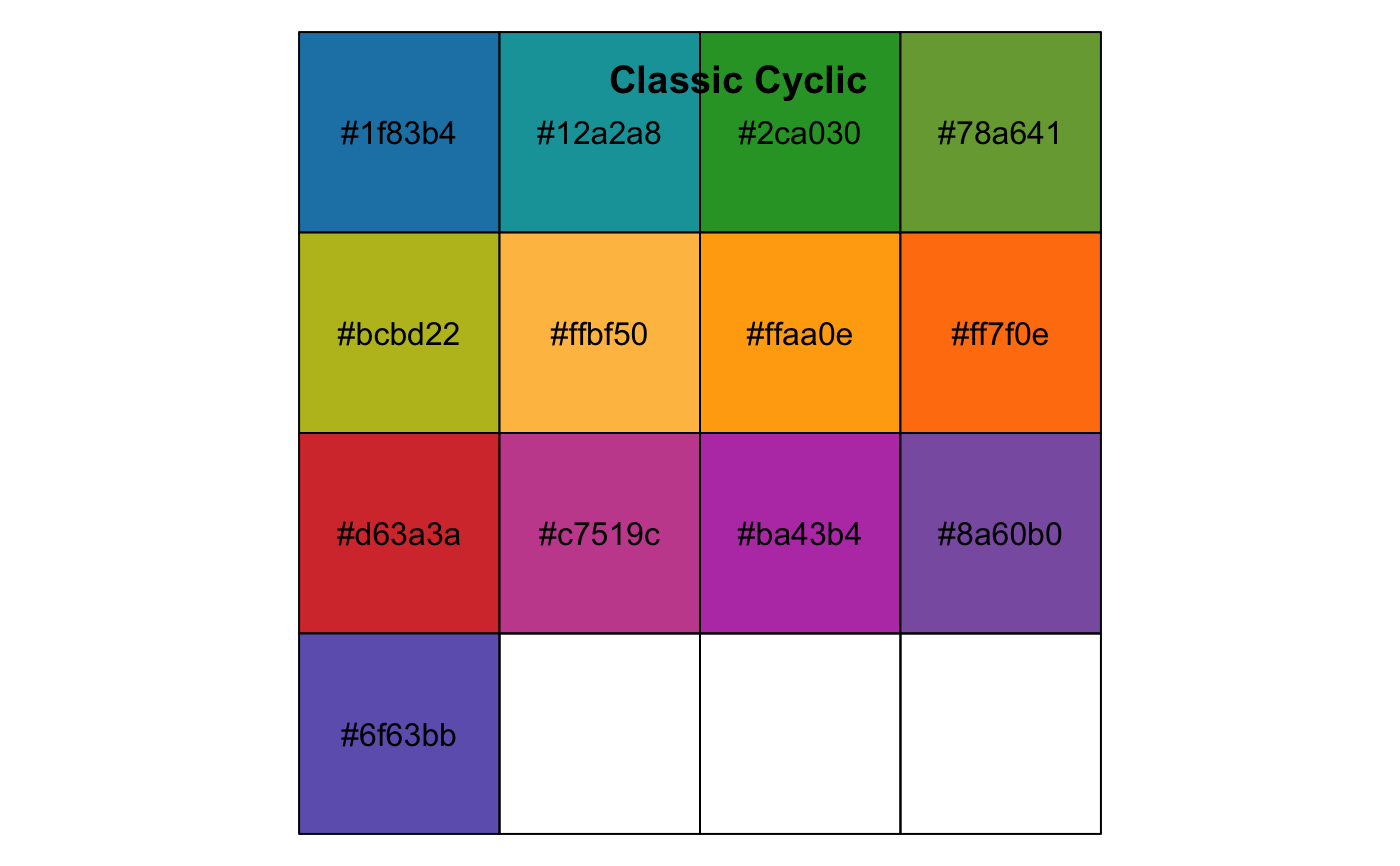 Classic Cyclic
#1f83b4 #12a2a8 #2ca030 #78a641
#bcbd22 #ffbf50 #ffaa0e #ff7f0e
#d63a3a #c7519c #ba43b4 #8a60b0
#6f63bb